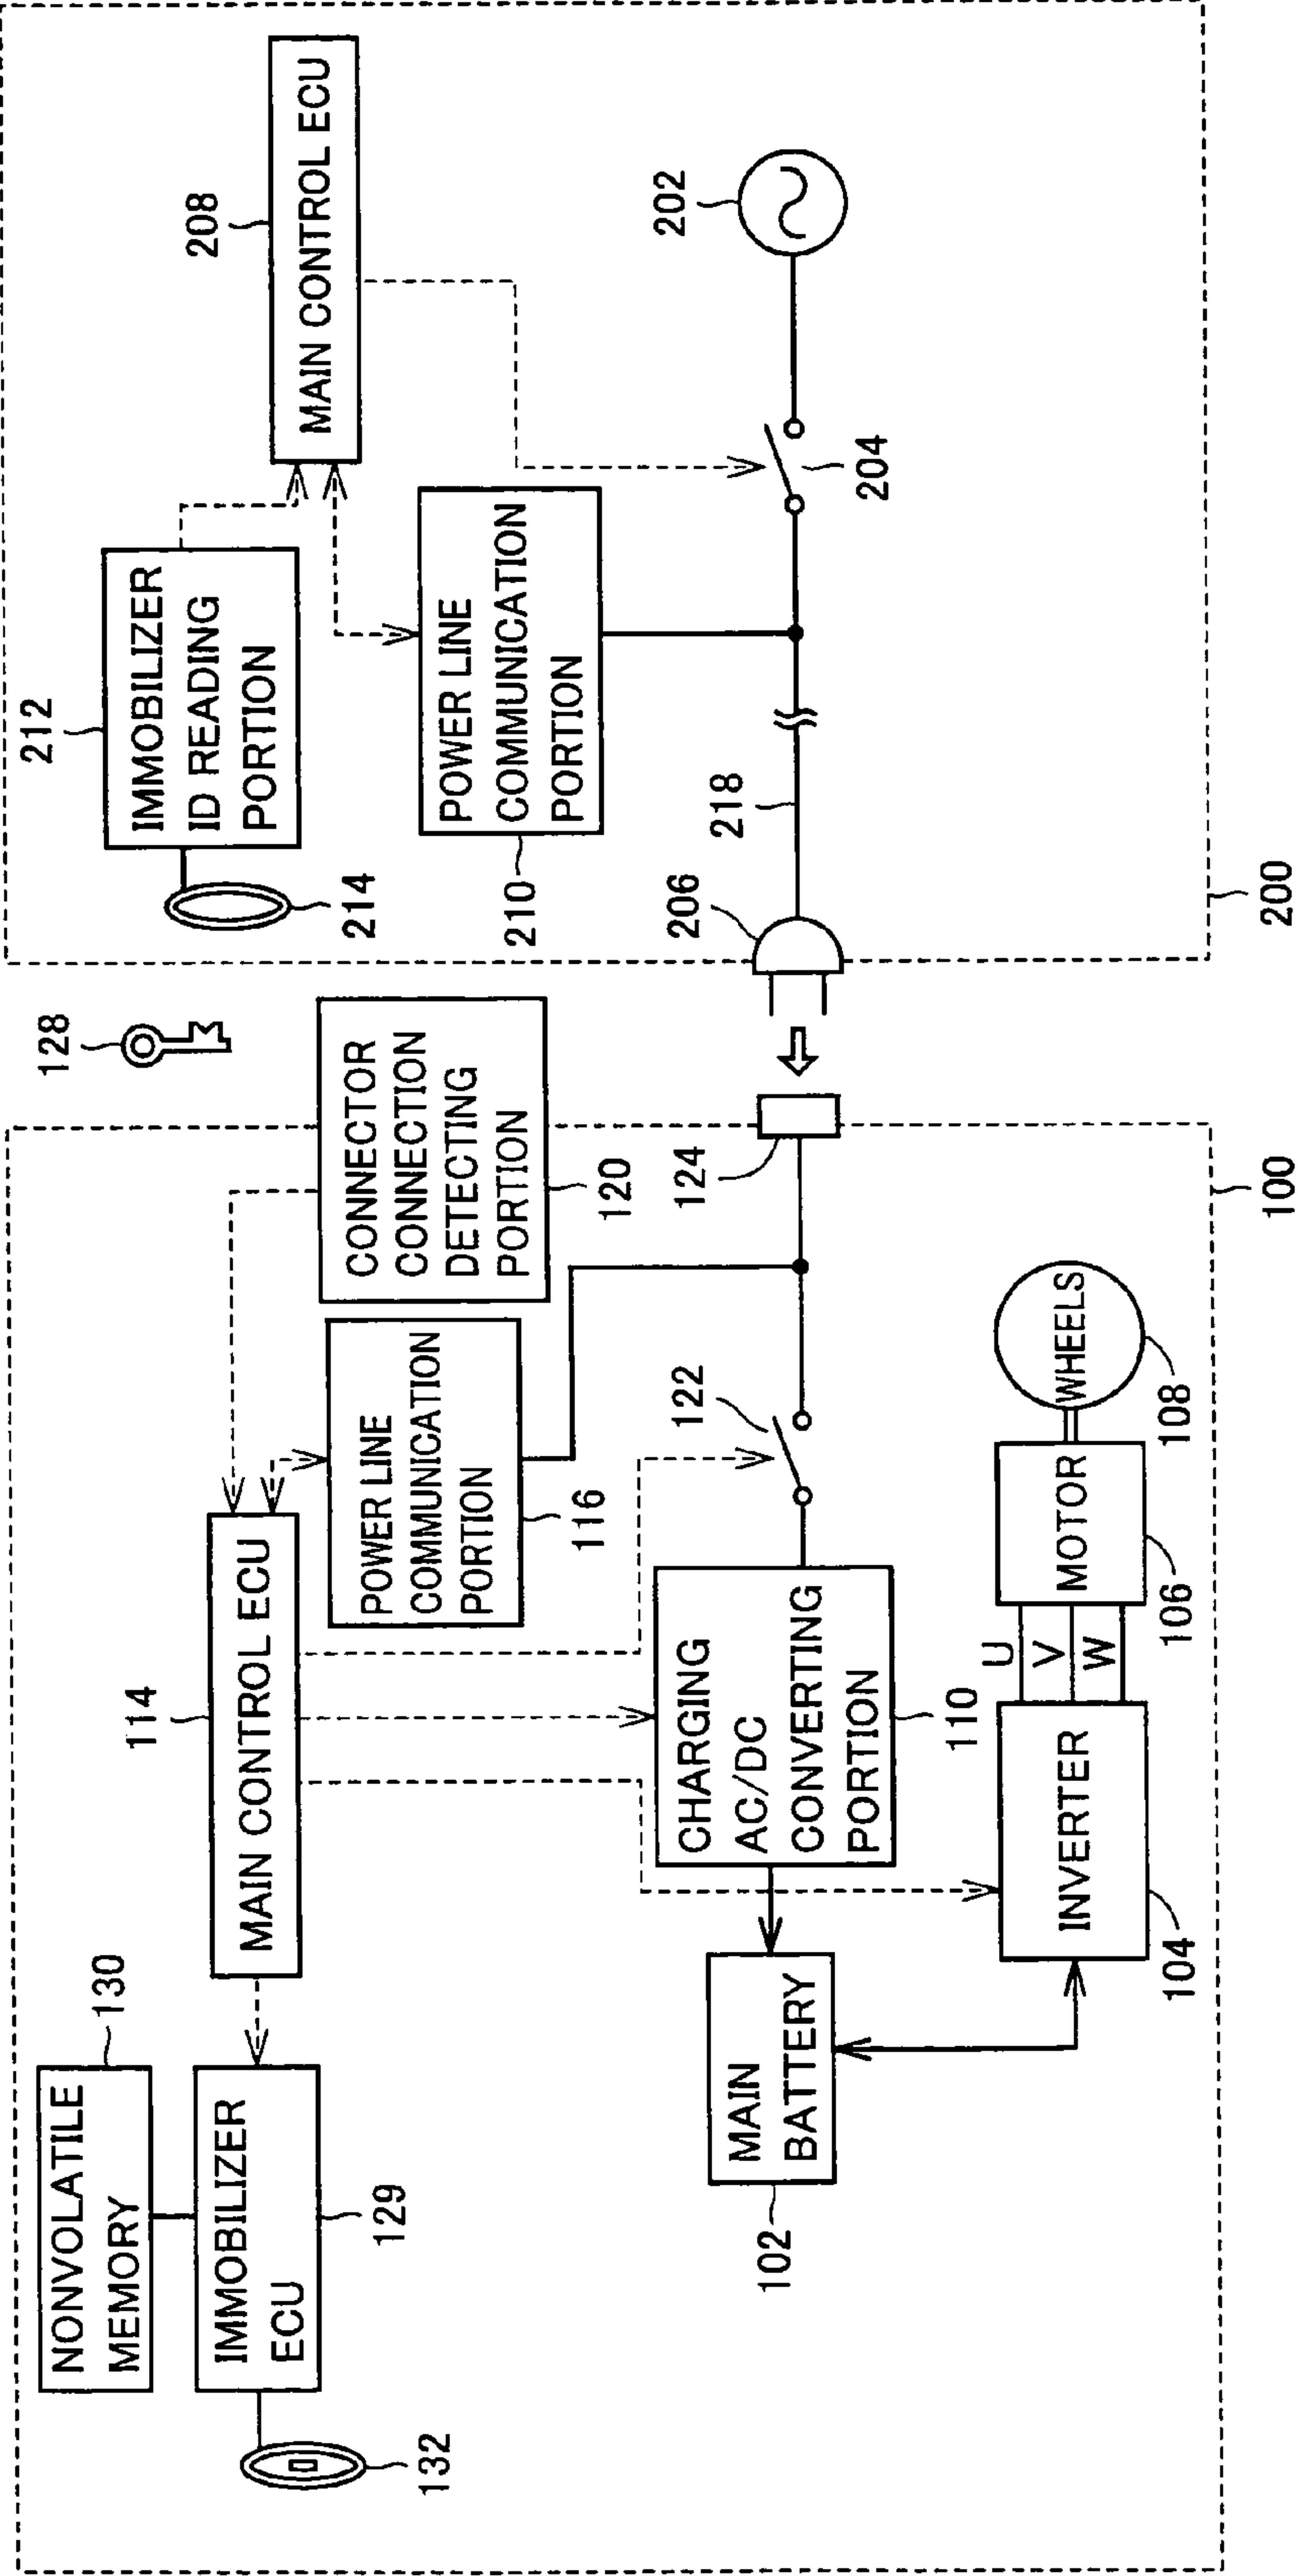 NONVOLATILE
MEMORY
130
IMMOBILIZER
ECU
129
132
114
MAIN CONTROL ECU
POWER LINE
COMMUNICATION
PORTION
116
CONNECTOR
CONNECTION
DETECTING
PORTION
120
128
MAIN
BATTERY
102
CHARGING
AC/DC
CONVERTING
PORTION
110
122
124
INVERTER
104
U
V
W
MOTOR
106
WHEELS
108
100
212
IMMOBILIZER
ID READING
PORTION
214
208
MAIN CONTROL ECU
POWER LINE
COMMUNICATION
PORTION
210
206
218
204
202
200